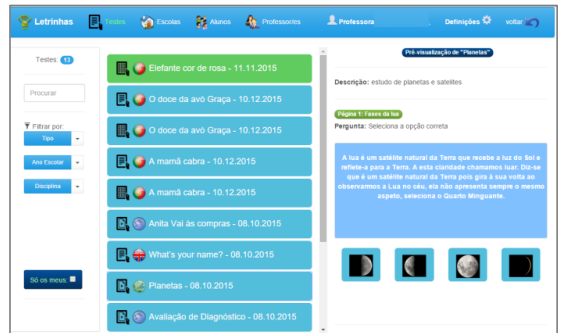 Letrinhas
Testes
Escolas
Alunos
Professores
Professora
Definições
voltar
Testes: 13
Procurar
Filtrar por:
Tipo
Ano Escolar
Disciplina
Só os meus:
Elefante cor de rosa - 11.11.2015
O doce da avó Graça - 10.12.2015
O doce da avó Graça - 10.12.2015
A mamã cabra - 10.12.2015
A mamã cabra - 10.12.2015
Anita Vai às compras - 08.10.2015
What's your name? - 08.10.2015
Planetas - 08.10.2015
Avaliação de Diagnóstico - 08.10.2015
Pré-visualização de "Planetas"
Descrição: estudo de planetas e satelites
Página 1: Fases da lua
Pergunta: Seleciona a opção correta
A lua é um satélite natural da Terra que recebe a luz do Sol e
reflete-a para a Terra. A esta claridade chamamos luar. Diz-se
que é um satélite natural da Terra pois gira à sua volta ao
observarmos a Lua no céu, ela não apresenta sempre o mesmo
aspeto, seleciona o Quarto Minguante.